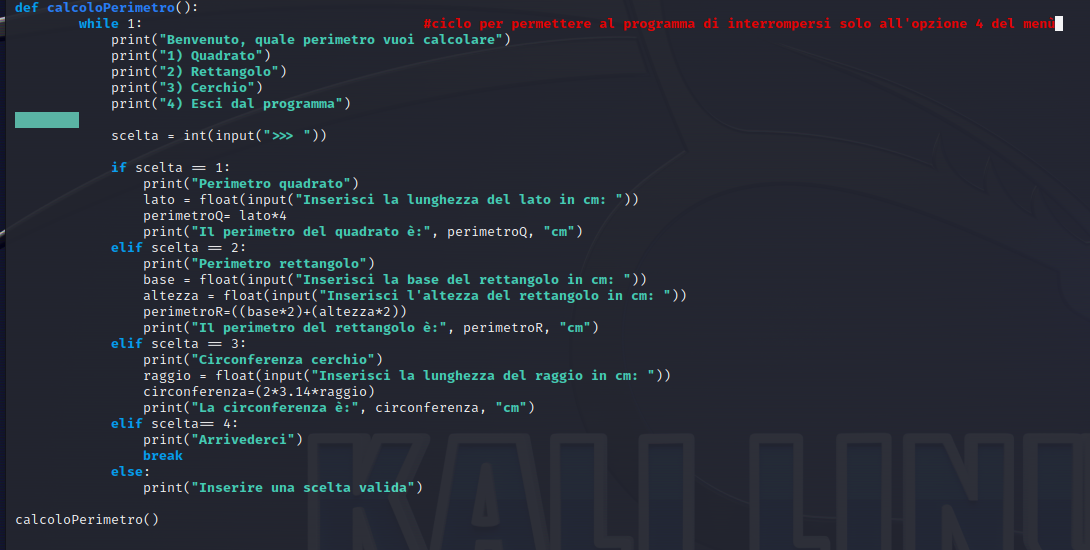 def calcoloPerimetro():
        while 1:                                   #ciclo per permettere al programma di interrompersi solo all'opzione 4 del menù
            print("Benvenuto, quale perimetro vuoi calcolare")
            print("1) Quadrato")
            print("2) Rettangolo")
            print("3) Cerchio")
            print("4) Esci dal programma")

            scelta = int(input(">>> "))

            if scelta == 1:
                print("Perimetro quadrato")
                lato = float(input("Inserisci la lunghezza del lato in cm: "))
                perimetroQ= lato*4
                print("Il perimetro del quadrato è:", perimetroQ, "cm")
            elif scelta == 2:
                print("Perimetro rettangolo")
                base = float(input("Inserisci la base del rettangolo in cm: "))
                altezza = float(input("Inserisci l'altezza del rettangolo in cm: "))
                perimetroR=((base*2)+(altezza*2))
                print("Il perimetro del rettangolo è:", perimetroR, "cm")
            elif scelta == 3:
                print("Circonferenza cerchio")
                raggio = float(input("Inserisci la lunghezza del raggio in cm: "))
                circonferenza=(2*3.14*raggio)
                print("La circonferenza è:", circonferenza, "cm")
            elif scelta== 4:
                print("Arrivederci")
                break
            else:
                print("Inserire una scelta valida")

calcoloPerimetro()
KALI LINU